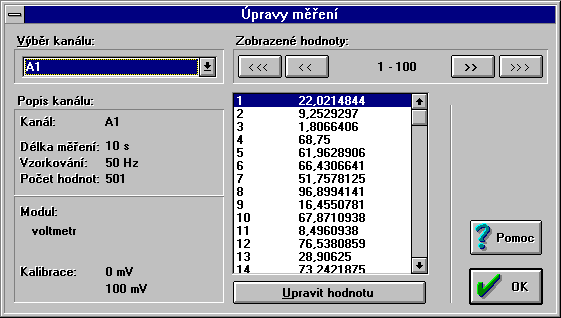 Úpravy měření
Výběr kanálu:
A1
Zobrazené hodnoty:
<<< << 1 - 100 >> >>>
Popis kanálu:
Kanál: A1
Délka měření: 10 s
Vzorkování: 50 Hz
Počet hodnot: 501
Modul:
voltmetr
Kalibrace: 0 mV
100 mV
1 22,0214844
2 9,2529297
3 1,8066406
4 68,75
5 61,9628906
6 66,4306641
7 51,7578125
8 96,8994141
9 16,4550781
10 67,8710938
11 8,4960938
12 76,5380859
13 28,90625
14 73,2421875
Upravit hodnotu
Pomoc
OK